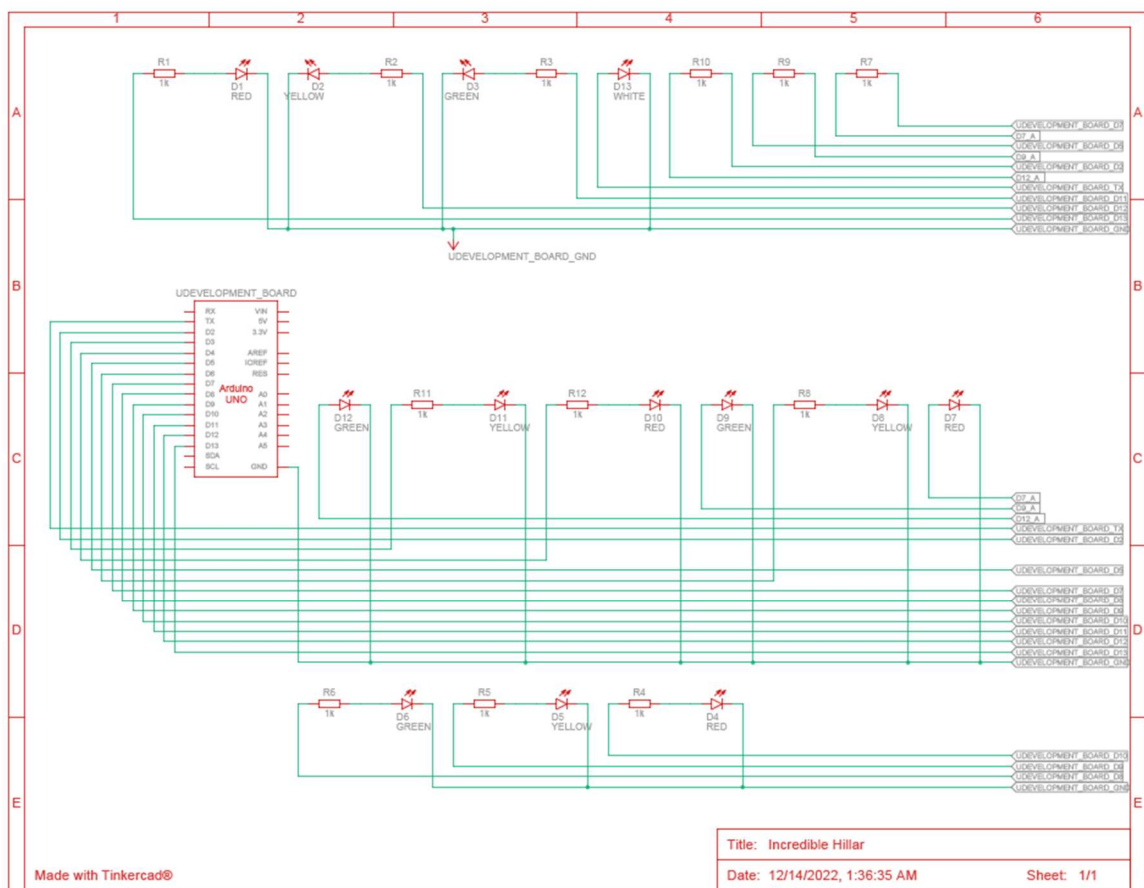 1 2 3 4 5 6
R1 R2 R3 R10 R9 R7
1k 1k 1k 1k 1k 1k
D1 D2 D3 D13
RED YELLOW GREEN WHITE
A A
UDEVELOPMENT_BOARD_D7
D7_A
UDEVELOPMENT_BOARD_D5
D9_A
UDEVELOPMENT_BOARD_D2
D12_A
UDEVELOPMENT_BOARD_TX
UDEVELOPMENT_BOARD_D11
UDEVELOPMENT_BOARD_D12
UDEVELOPMENT_BOARD_D13
UDEVELOPMENT_BOARD_GND
UDEVELOPMENT_BOARD_GND
B B
UDEVELOPMENT_BOARD
RX VIN
TX 5V
D2 3.3V
D3
D4 AREF
D5 IOREF
D6 RES
D7
Arduino
UNO
D8 A0
D9 A1
D10 A2
D11 A3
D12 A4
D13 A5
SDA
SCL GND
R11 R12 R8
1k 1k 1k
D12 D11 D10 D9 D8 D7
GREEN YELLOW RED GREEN YELLOW RED
C C
D7_A
D9_A
D12_A
UDEVELOPMENT_BOARD_TX
UDEVELOPMENT_BOARD_D2
UDEVELOPMENT_BOARD_D5
UDEVELOPMENT_BOARD_D7
UDEVELOPMENT_BOARD_D8
UDEVELOPMENT_BOARD_D9
UDEVELOPMENT_BOARD_D10
D D
UDEVELOPMENT_BOARD_D11
UDEVELOPMENT_BOARD_D12
UDEVELOPMENT_BOARD_D13
UDEVELOPMENT_BOARD_GND
R6 R5 R4
1k 1k 1k
D6 D5 D4
GREEN YELLOW RED
UDEVELOPMENT_BOARD_D10
UDEVELOPMENT_BOARD_D9
UDEVELOPMENT_BOARD_D8
UDEVELOPMENT_BOARD_GND
E E
Title: Incredible Hillar
Made with Tinkercad®
Date: 12/14/2022, 1:36:35 AM Sheet: 1/1